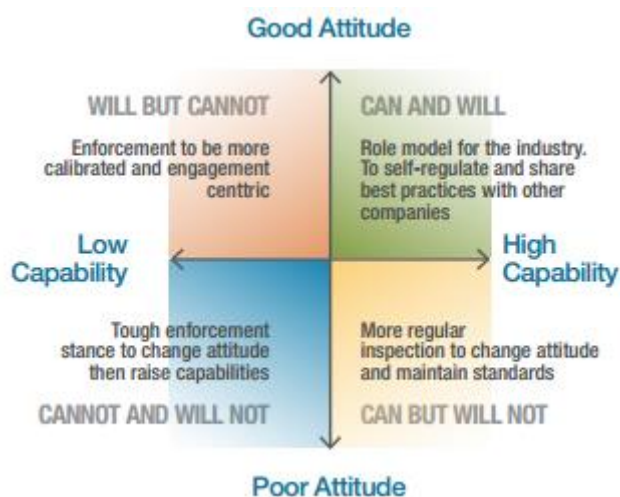 Good Attitude
WILL BUT CANNOT
Enforcement to be more
calibrated and engagement
centtric
CAN AND WILL
Role model for the industry.
To self-regulate and share
best practices with other
companies
Low
Capability
High
Capability
Tough enforcement
stance to change attitude
then raise capabilities
CANNOT AND WILL NOT
More regular
inspection to change attitude
and maintain standards
CAN BUT WILL NOT
Poor Attitude